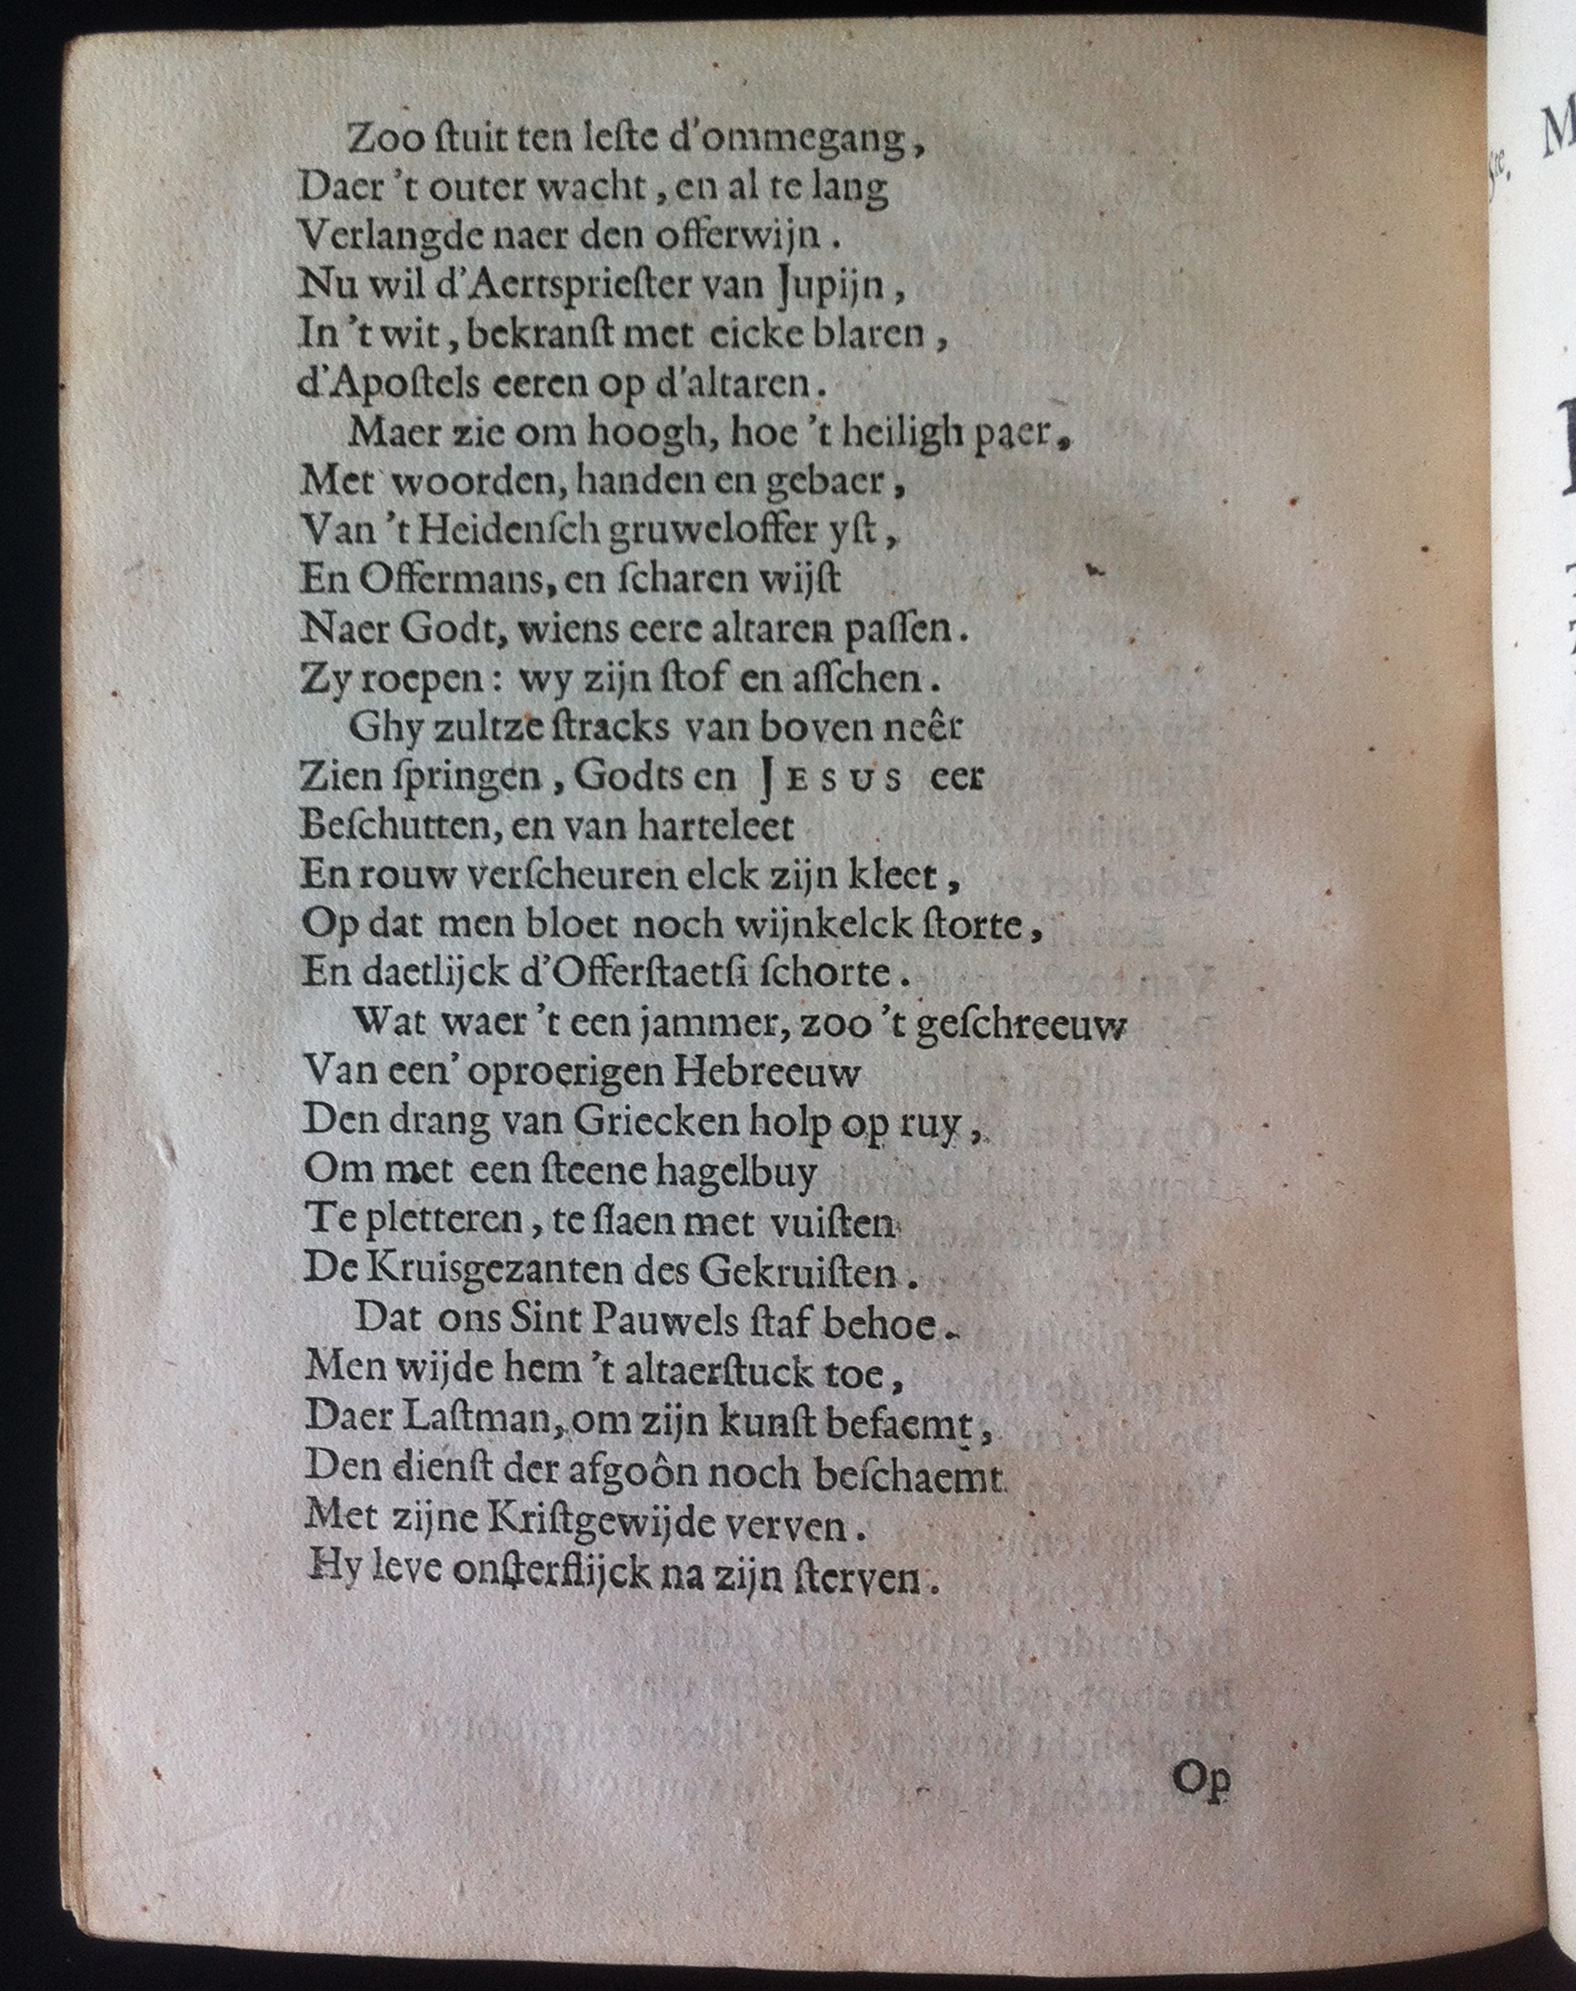 Zoo ſtuit ten leſte d'ommegang,
Daer 't outer wacht, en al te lang
Verlangde naer den offerwijn.
Nu wil d'Aertsprieſter van Jupijn,
In 't wit, bekranſt met eicke blaren,
d'Apoſtels eeren op d'altaren.
Maer zie om hoogh, hoe 't heiligh paer,
Met woorden, handen en gebaer,
Van 't Heidenſch gruweloffer yſt,
En Offermans, en ſcharen wijſt
Naer Godt, wiens eere altaren paſſen.
Zy roepen: wy zijn ſtof en aſſchen.
Ghy zultze ſtracks van boven neêr
Zien ſpringen, Godts en JESUS eer
Beſchutten, en van harteleet
En rouw verſcheuren elck zijn kleet,
Op dat men bloet noch wijnkelck ſtorte,
En daetlijck d'Offerſtaetſi ſchorte.
Wat waer 't een jammer, zoo 't geſchreeuw
Van een' oproerigen Hebreeuw
Den drang van Griecken holp op ruy,
Om met een ſteene hagelbuy
Te pletteren, te ſlaen met vuiſten
De Kruisgezanten des Gekruiſten.
Dat ons Sint Pauwels ſtaf behoe.
Men wijde hem 't altaerſtuck toe,
Daer Laſtman, om zijn kunſt befaemt,
Den dienſt der afgoôn noch beſchaemt
Met zijne Kriſtgewijde verven.
Hy leve onſterflijck na zijn ſterven.
Op